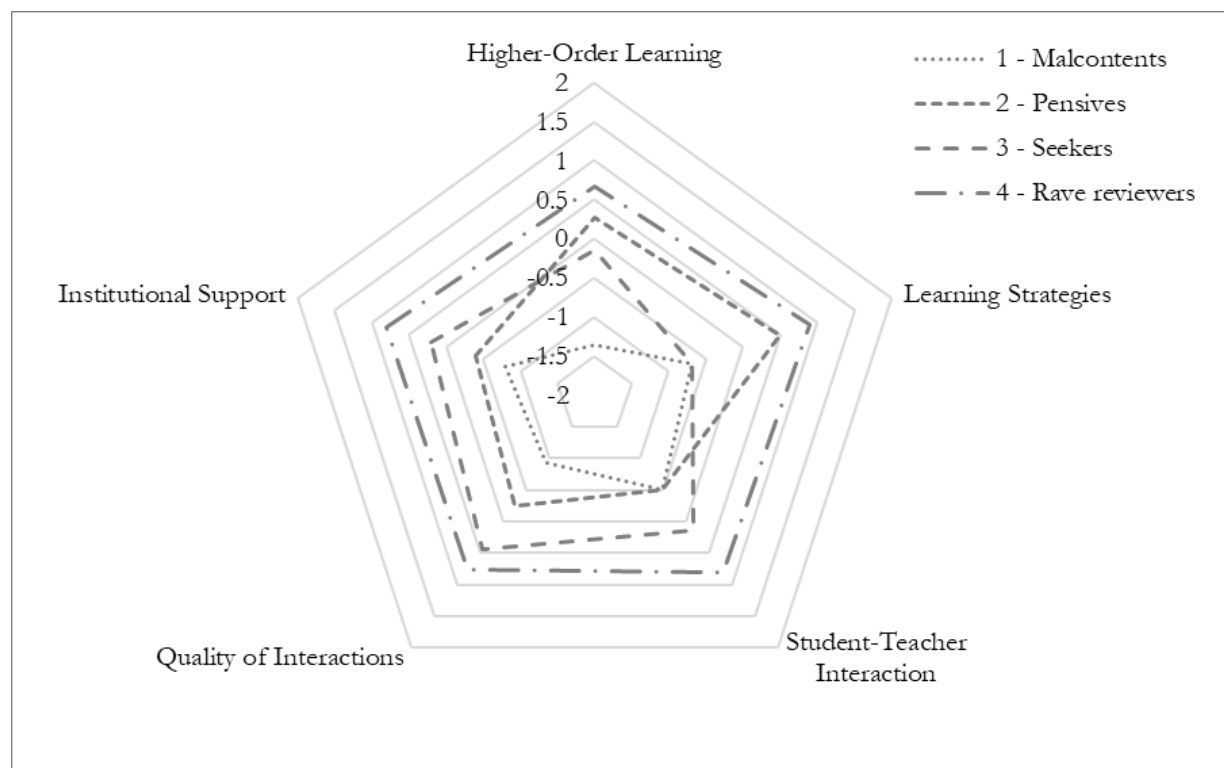 Higher-Order Learning
2
1.5
1
0.5
0
-0.5
-1
-1.5
-2
1 - Malcontents
2 - Pensives
3 - Seekers
4 - Rave reviewers
Institutional Support
Learning Strategies
Quality of Interactions
Student-Teacher
Interaction